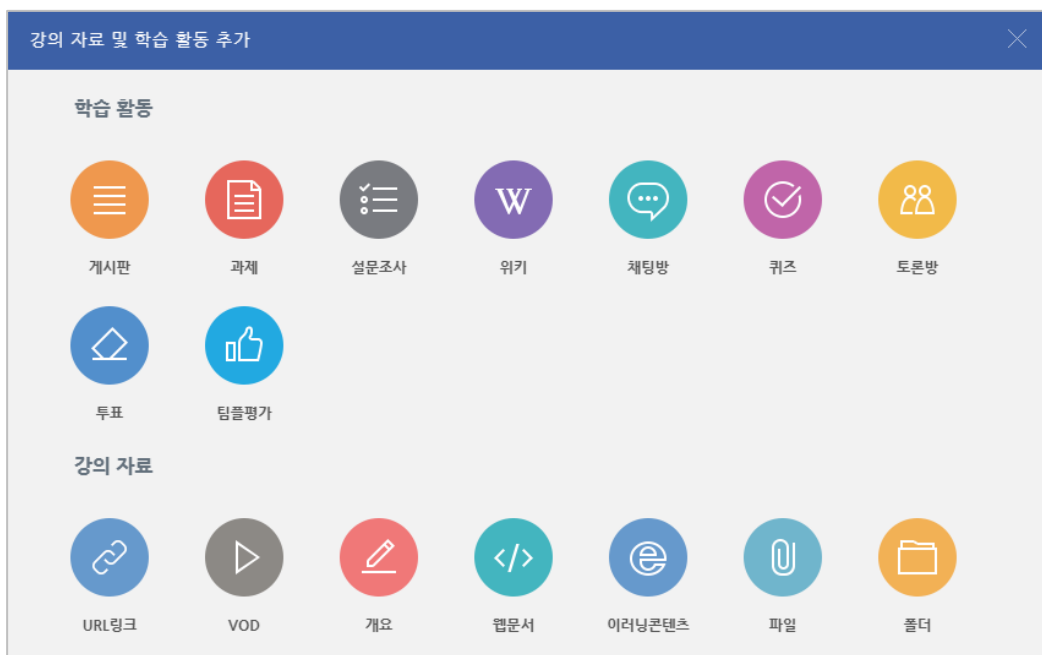 강의 자료 및 학습 활동 추가
학습 활동
W
게시판 과제 설문조사 위키 채팅방 퀴즈 토론방
투표 팀플평가
강의 자료
</> e
URL링크 VOD 개요 웹문서 이러닝콘텐츠 파일 폴더